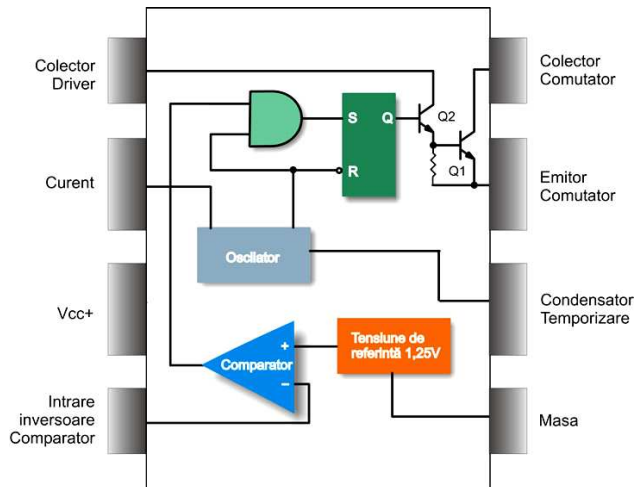 Colector
Driver
Curent
Vcc+
Intrare
inversoare
Comparator
S
Q
R
Q2
Q1
Oscilator
+
Comparator
−
Tensiune de
referintă 1,25V
Colector
Comutator
Emitor
Comutator
Condensator
Temporizare
Masa